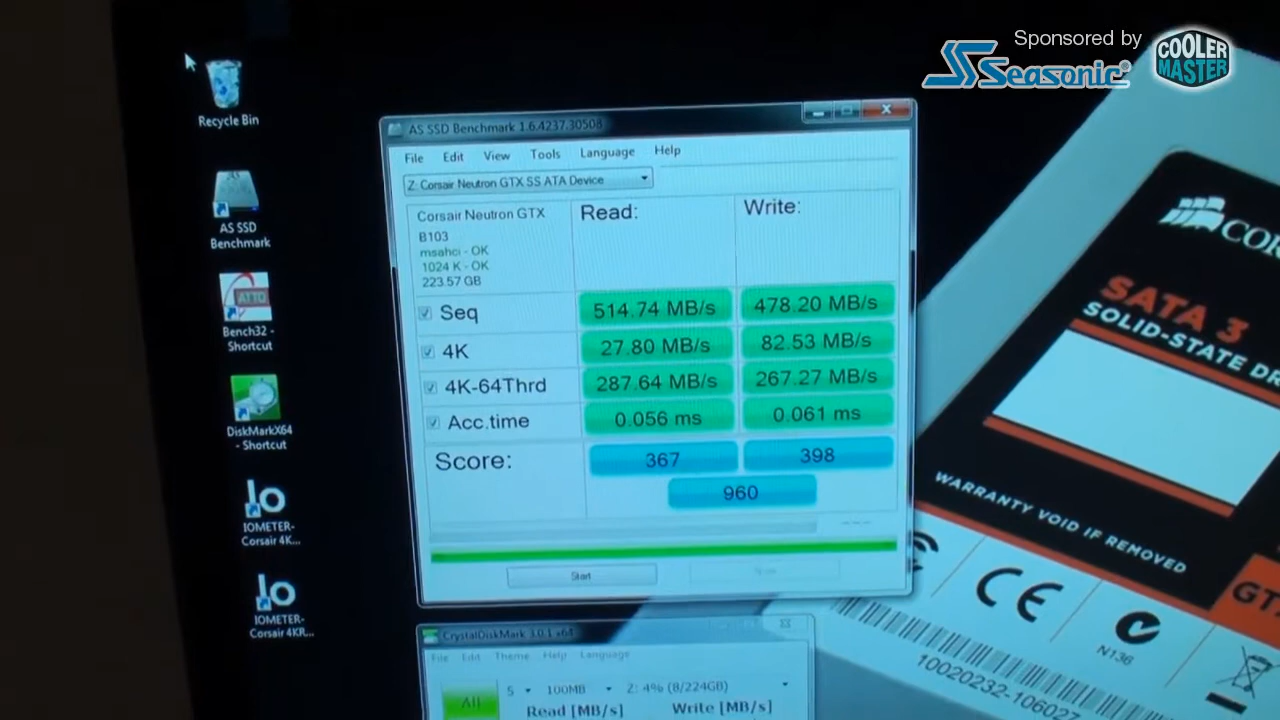 Sponsored by
Seasonic®
COOLER
MASTER
Recycle Bin
AS SSD
Benchmark
ATTO
Bench32 -
Shortcut
DiskMarkX64
- Shortcut
IOMETER-
Corsair 4K...
IOMETER-
Corsair 4KR...
AS SSD Benchmark 1.6.4237.30508
File Edit View Tools Language Help
Z: Corsair Neutron GTX SS ATA Device
Corsair Neutron GTX
B103
msahci - OK
1024 K - OK
223.57 GB
Read: Write:
Seq 514.74 MB/s 478.20 MB/s
4K 27.80 MB/s 82.53 MB/s
4K-64Thrd 287.64 MB/s 267.27 MB/s
Acc.time 0.056 ms 0.061 ms
Score: 367 398
960
--:--:--
Start
CrystalDiskMark 3.0.1 x64
File Edit Theme Help Language
All 5 100MB Z: 4% (8/224GB)
Read [MB/s] Write [MB/s]
COR
SATA 3
SOLID-STATE DR
WARRANTY VOID IF REMOVED
GT
CE
N136
10020232-106027